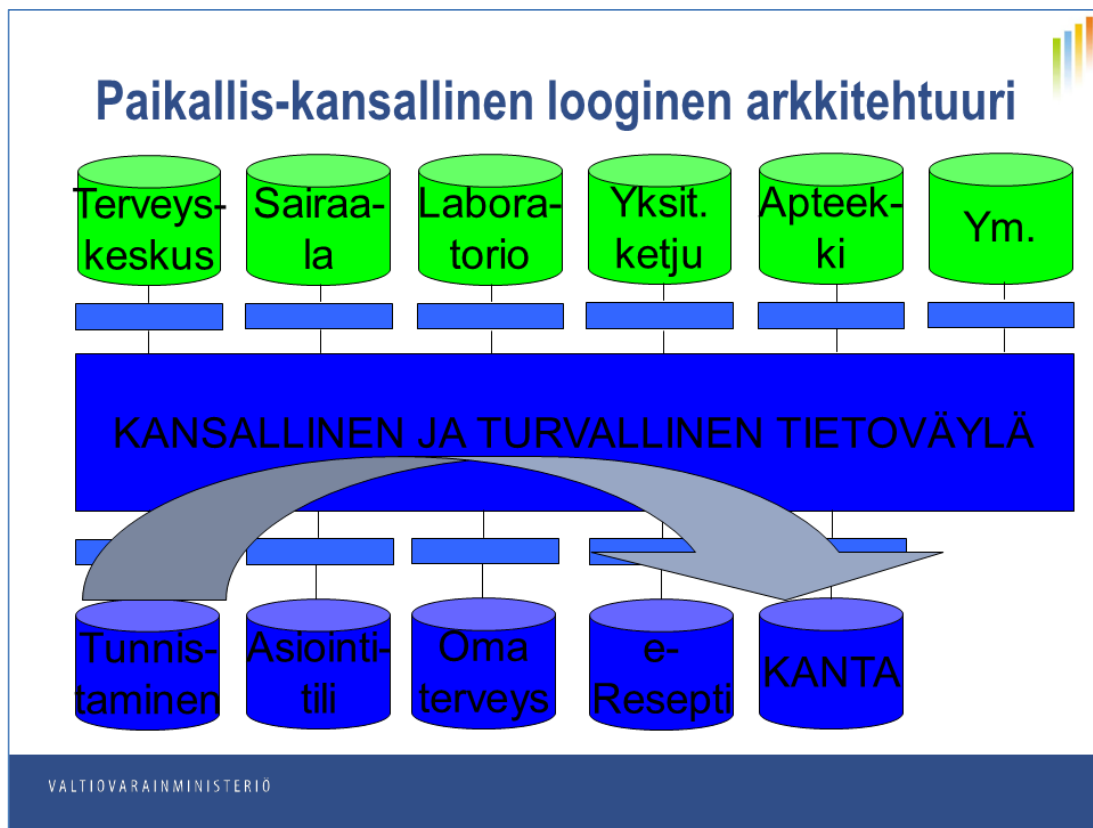 Paikallis-kansallinen looginen arkkitehtuuri
Terveys-
keskus
Sairaa-
la
Labora-
torio
Yksit.
ketju
Apteek-
ki
Ym.
KANSALLINEN JA TURVALLINEN TIETOVÄYLÄ
Tunnis-
taminen
Asiointi-
tili
Oma
terveys
e-
Resepti
KANTA
VALTIOVARAINMINISTERIÖ